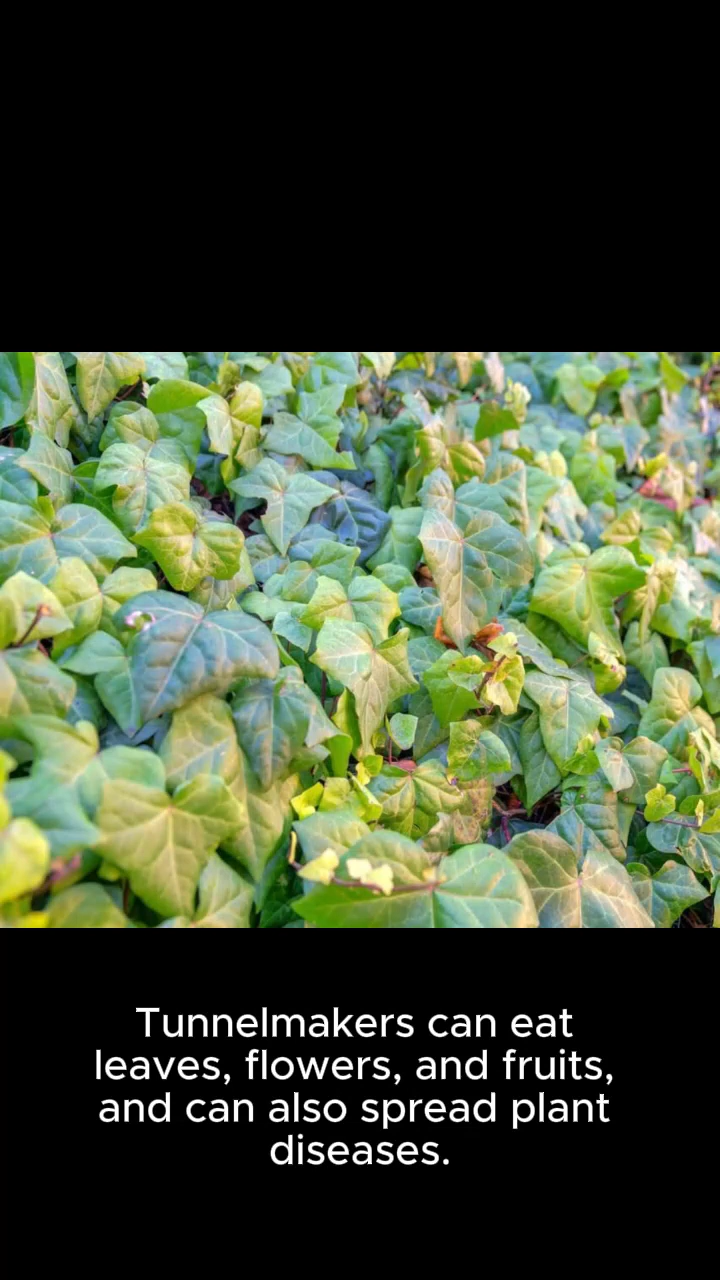 Tunnelmakers can eat
leaves, flowers, and fruits,
and can also spread plant
diseases.